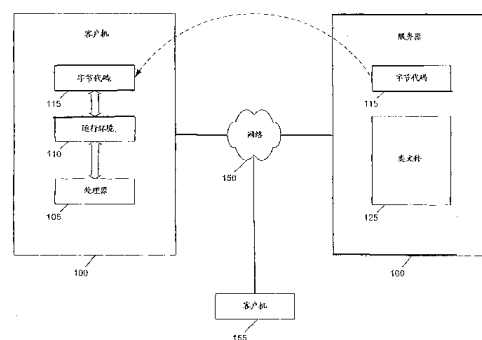 客户机
字节代码
115
运行环境
110
处理器
105
100
网络
150
服务器
字节代码
115
类文件
125
100
客户机
155